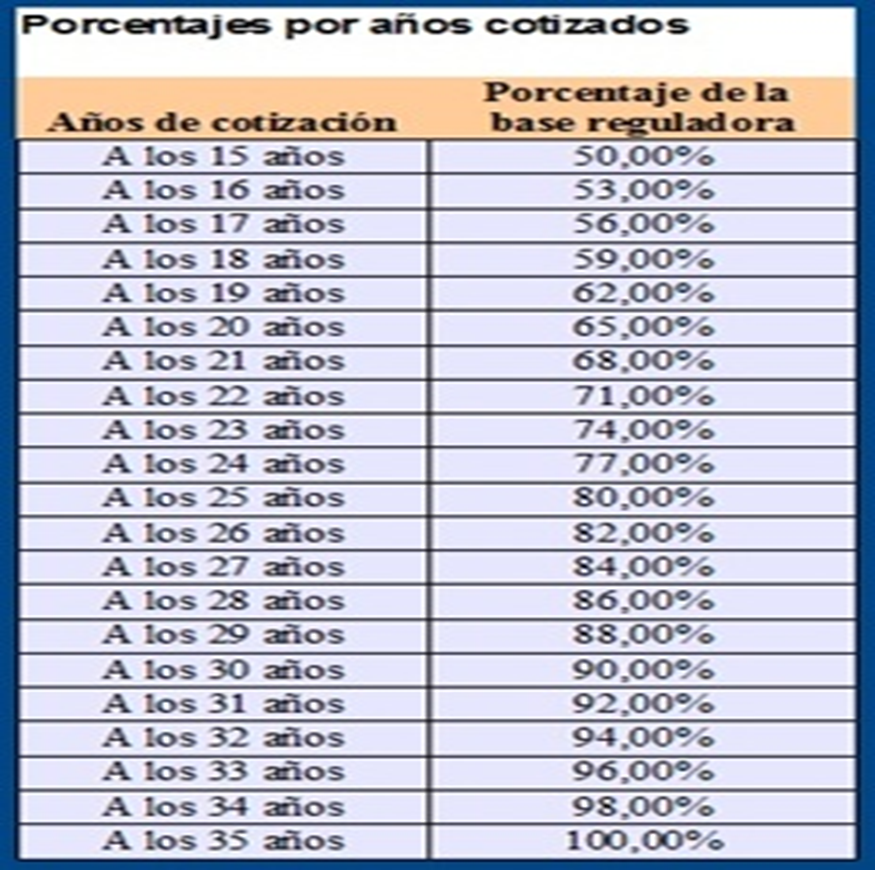 Porcentajes por años cotizados
Años de cotización Porcentaje de la base reguladora
A los 15 años 50,00%
A los 16 años 53,00%
A los 17 años 56,00%
A los 18 años 59,00%
A los 19 años 62,00%
A los 20 años 65,00%
A los 21 años 68,00%
A los 22 años 71,00%
A los 23 años 74,00%
A los 24 años 77,00%
A los 25 años 80,00%
A los 26 años 82,00%
A los 27 años 84,00%
A los 28 años 86,00%
A los 29 años 88,00%
A los 30 años 90,00%
A los 31 años 92,00%
A los 32 años 94,00%
A los 33 años 96,00%
A los 34 años 98,00%
A los 35 años 100,00%